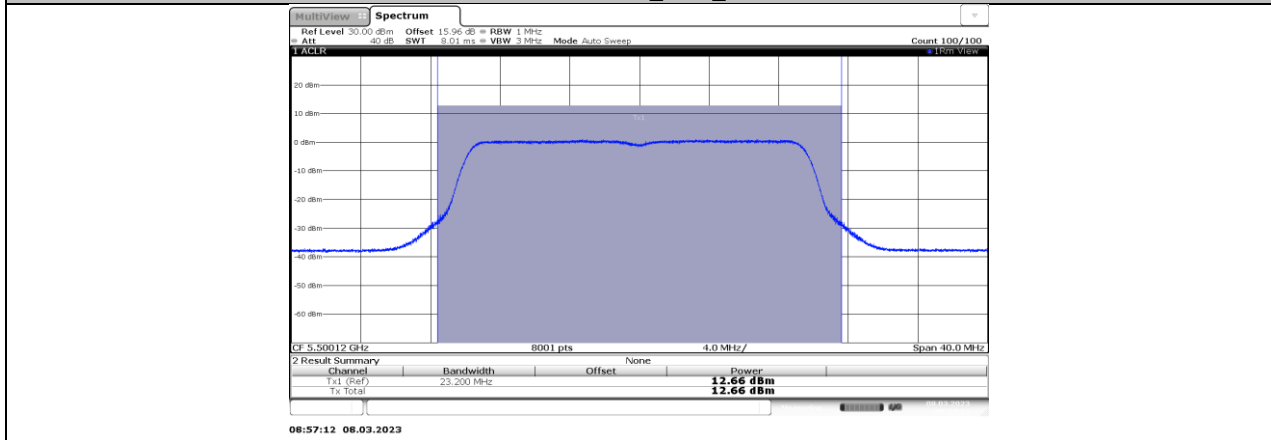 MultiView Spectrum
Ref Level 30.00 dBm Offset 15.96 dB RBW 1 MHz
Att 40 dB SWT 8.01 ms VBW 3 MHz Mode Auto Sweep Count 100/100
1 ACLR 1Rm View
20 dBm
10 dBm
Tx1
0 dBm
-10 dBm
-20 dBm
-30 dBm
-40 dBm
-50 dBm
-60 dBm
CF 5.50012 GHz 8001 pts 4.0 MHz/ Span 40.0 MHz
2 Result Summary None
Channel Bandwidth Offset Power
Tx1 (Ref) 23.200 MHz 12.66 dBm
Tx Total 12.66 dBm
08.03.2023
08:57:12 08.03.2023